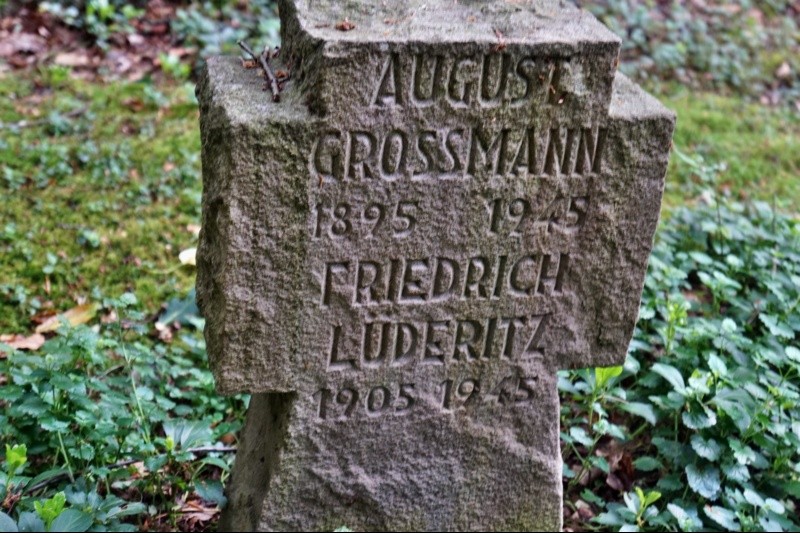 AUGUST
GROSSMANN
1895 1945
FRIEDRICH
LÜDERITZ
1905 1945